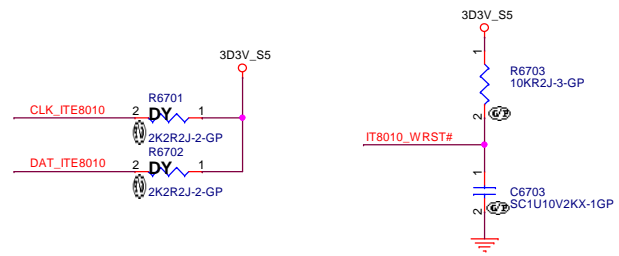 3D3V_S5
3D3V_S5
R6701
CLK_ITE8010 2 DY 1
2K2R2J-2-GP
R6702
DAT_ITE8010 2 DY 1
2K2R2J-2-GP
1
R6703
10KR2J-3-GP
2 G/P
IT8010_WRST#
1
C6703
SC1U10V2KX-1GP
2 G/P